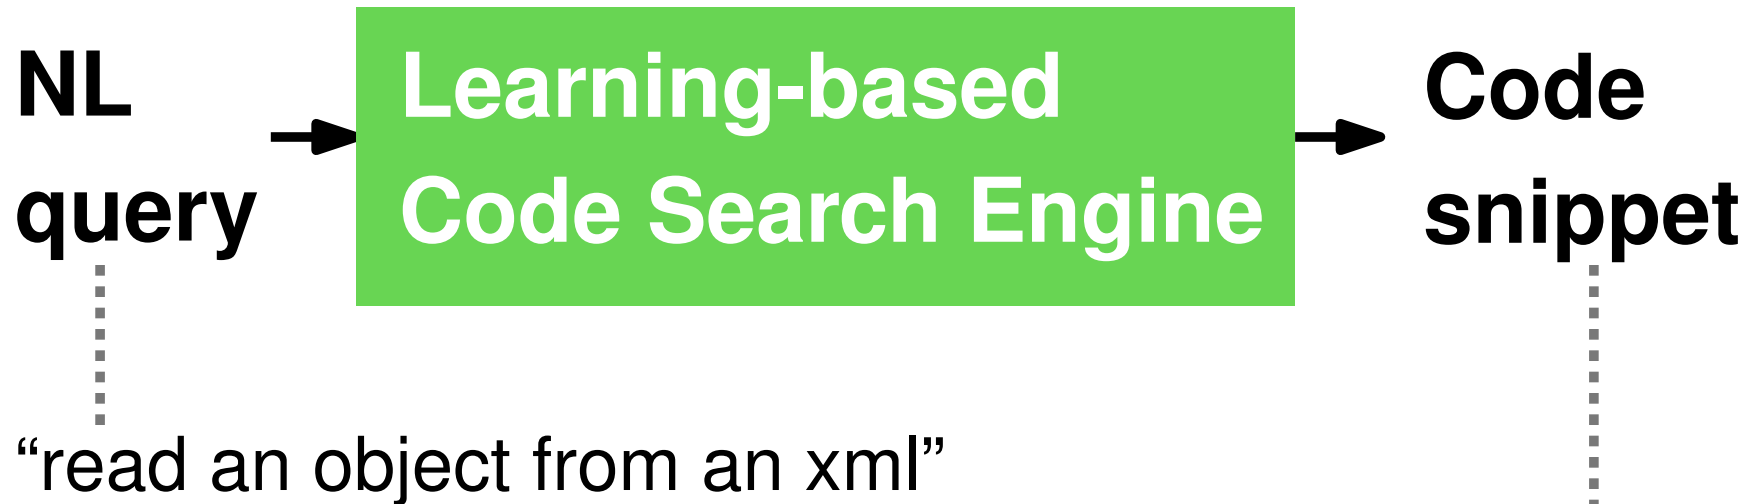 NL
query
Learning-based
Code Search Engine
Code
snippet
“read an object from an xml”